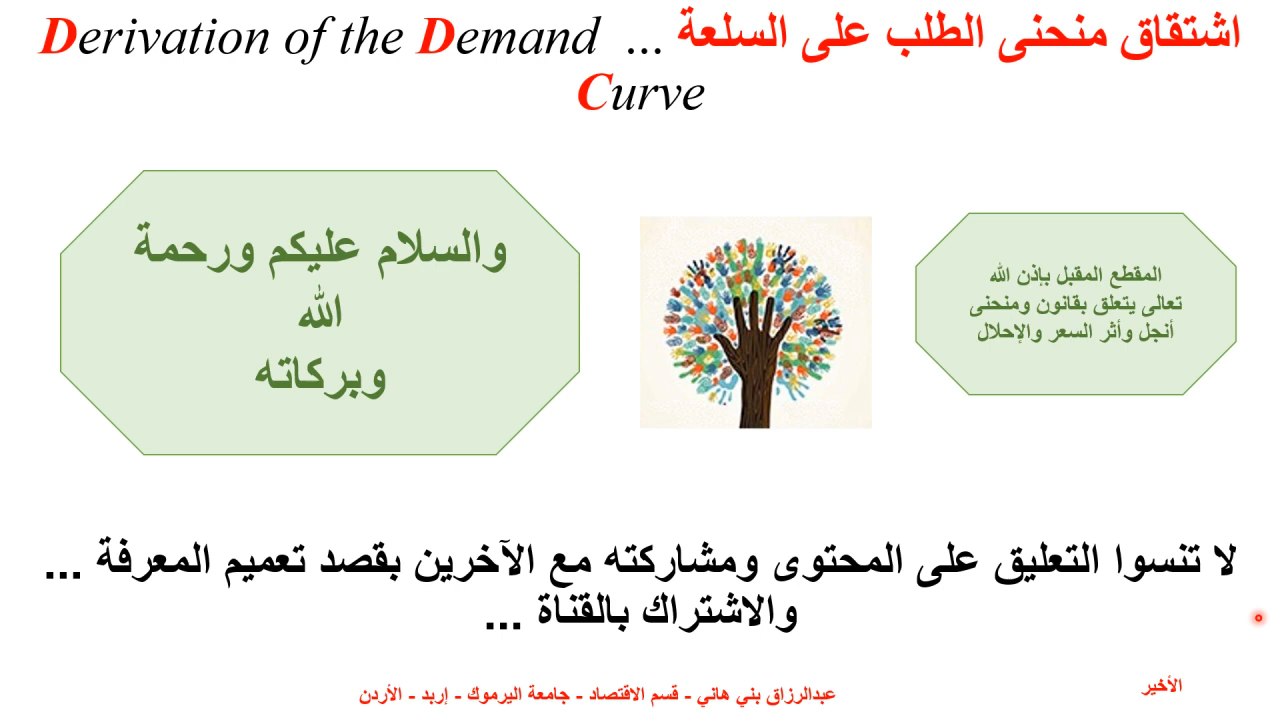 اشتقاق منحنى الطلب على السلعة ... Derivation of the Demand
Curve
والسلام عليكم ورحمة
الله
وبركاته
المقطع المقبل بإذن الله
تعالى يتعلق بقانون ومنحنى
أنجل وأثر السعر والإحلال
لا تنسوا التعليق على المحتوى ومشاركته مع الآخرين بقصد تعميم المعرفة ...
والاشتراك بالقناة ...
الأخير
عبدالرزاق بني هاني - قسم الاقتصاد - جامعة اليرموك - إربد - الأردن